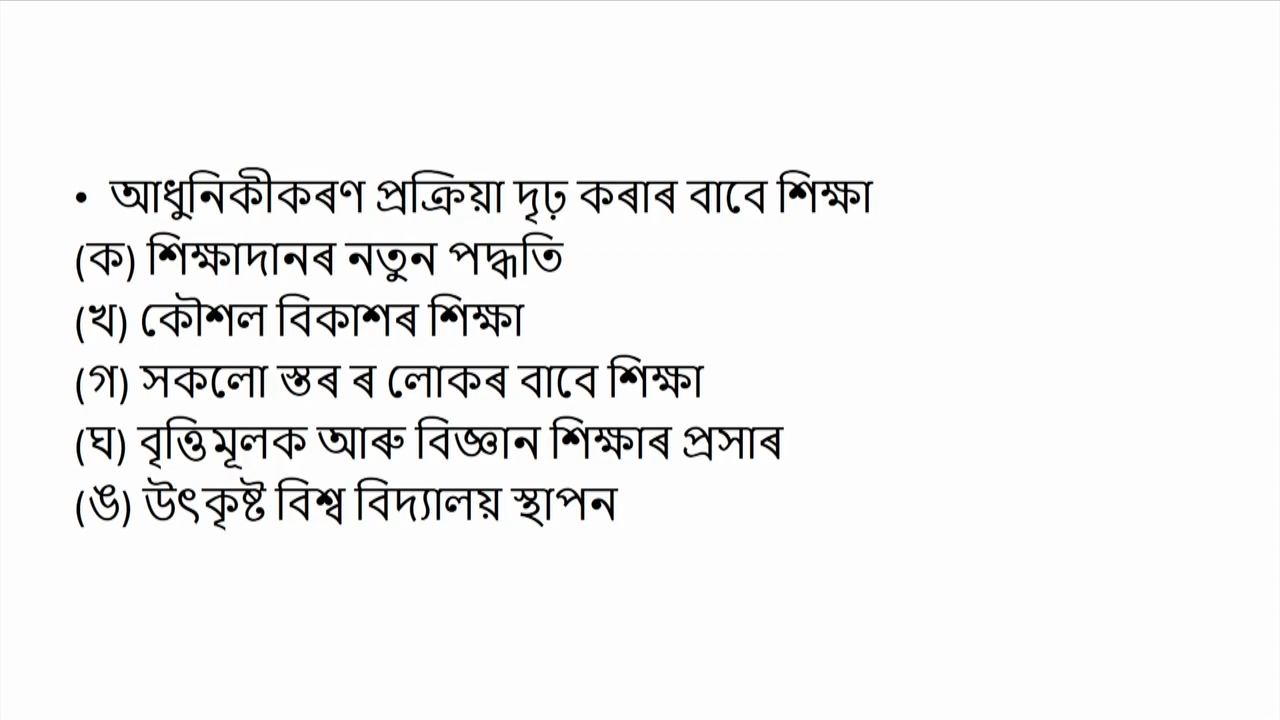 • আধুনিকীকৰণ প্ৰক্ৰিয়া দৃঢ় কৰাৰ বাবে শিক্ষা
(ক) শিক্ষাদানৰ নতুন পদ্ধতি
(খ) কৌশল বিকাশৰ শিক্ষা
(গ) সকলো স্তৰ ৰ লোকৰ বাবে শিক্ষা
(ঘ) বৃত্তিমূলক আৰু বিজ্ঞান শিক্ষাৰ প্ৰসাৰ
(ঙ) উৎকৃষ্ট বিশ্ব বিদ্যালয় স্থাপন